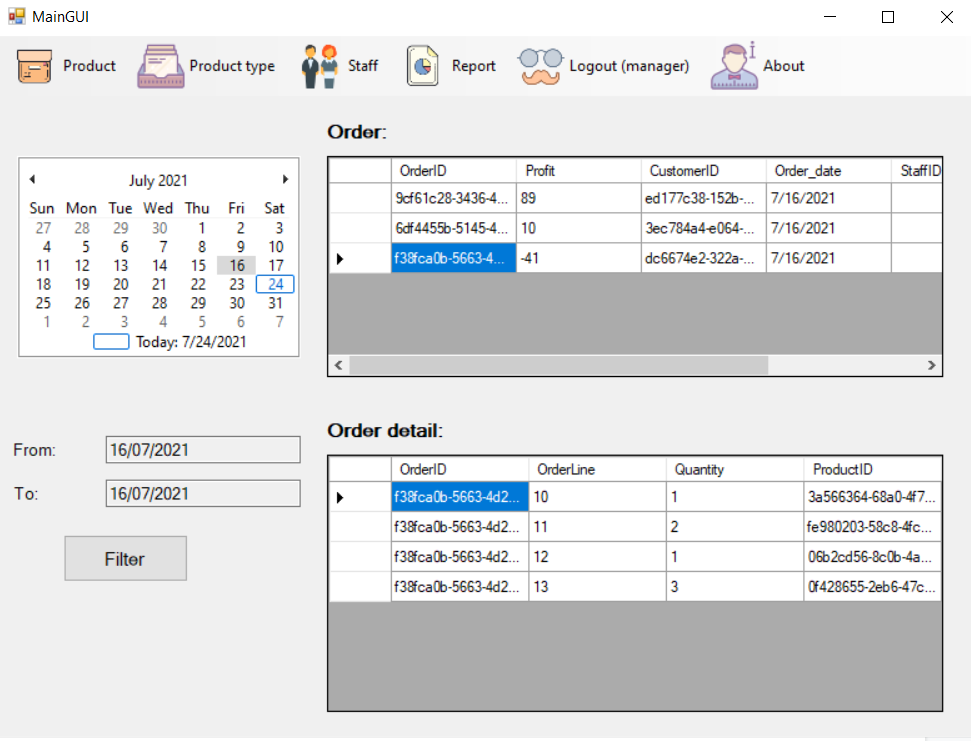 MainGUI
Product Product type Staff Report Logout (manager) About
Order:
July 2021
Sun Mon Tue Wed Thu Fri Sat
27 28 29 30 1 2 3
4 5 6 7 8 9 10
11 12 13 14 15 16 17
18 19 20 21 22 23 24
25 26 27 28 29 30 31
1 2 3 4 5 6 7
Today: 7/24/2021
OrderID Profit CustomerID Order_date StaffID
9cf61c28-3436-4... 89 ed177c38-152b-... 7/16/2021
6df4455b-5145-4... 10 3ec784a4-e064-... 7/16/2021
f38fca0b-5663-4... -41 dc6674e2-322a-... 7/16/2021
From: 16/07/2021
To: 16/07/2021
Filter
Order detail:
OrderID OrderLine Quantity ProductID
f38fca0b-5663-4d2... 10 1 3a566364-68a0-4f7...
f38fca0b-5663-4d2... 11 2 fe980203-58c8-4fc...
f38fca0b-5663-4d2... 12 1 06b2cd56-8c0b-4a...
f38fca0b-5663-4d2... 13 3 0f428655-2eb6-47c...